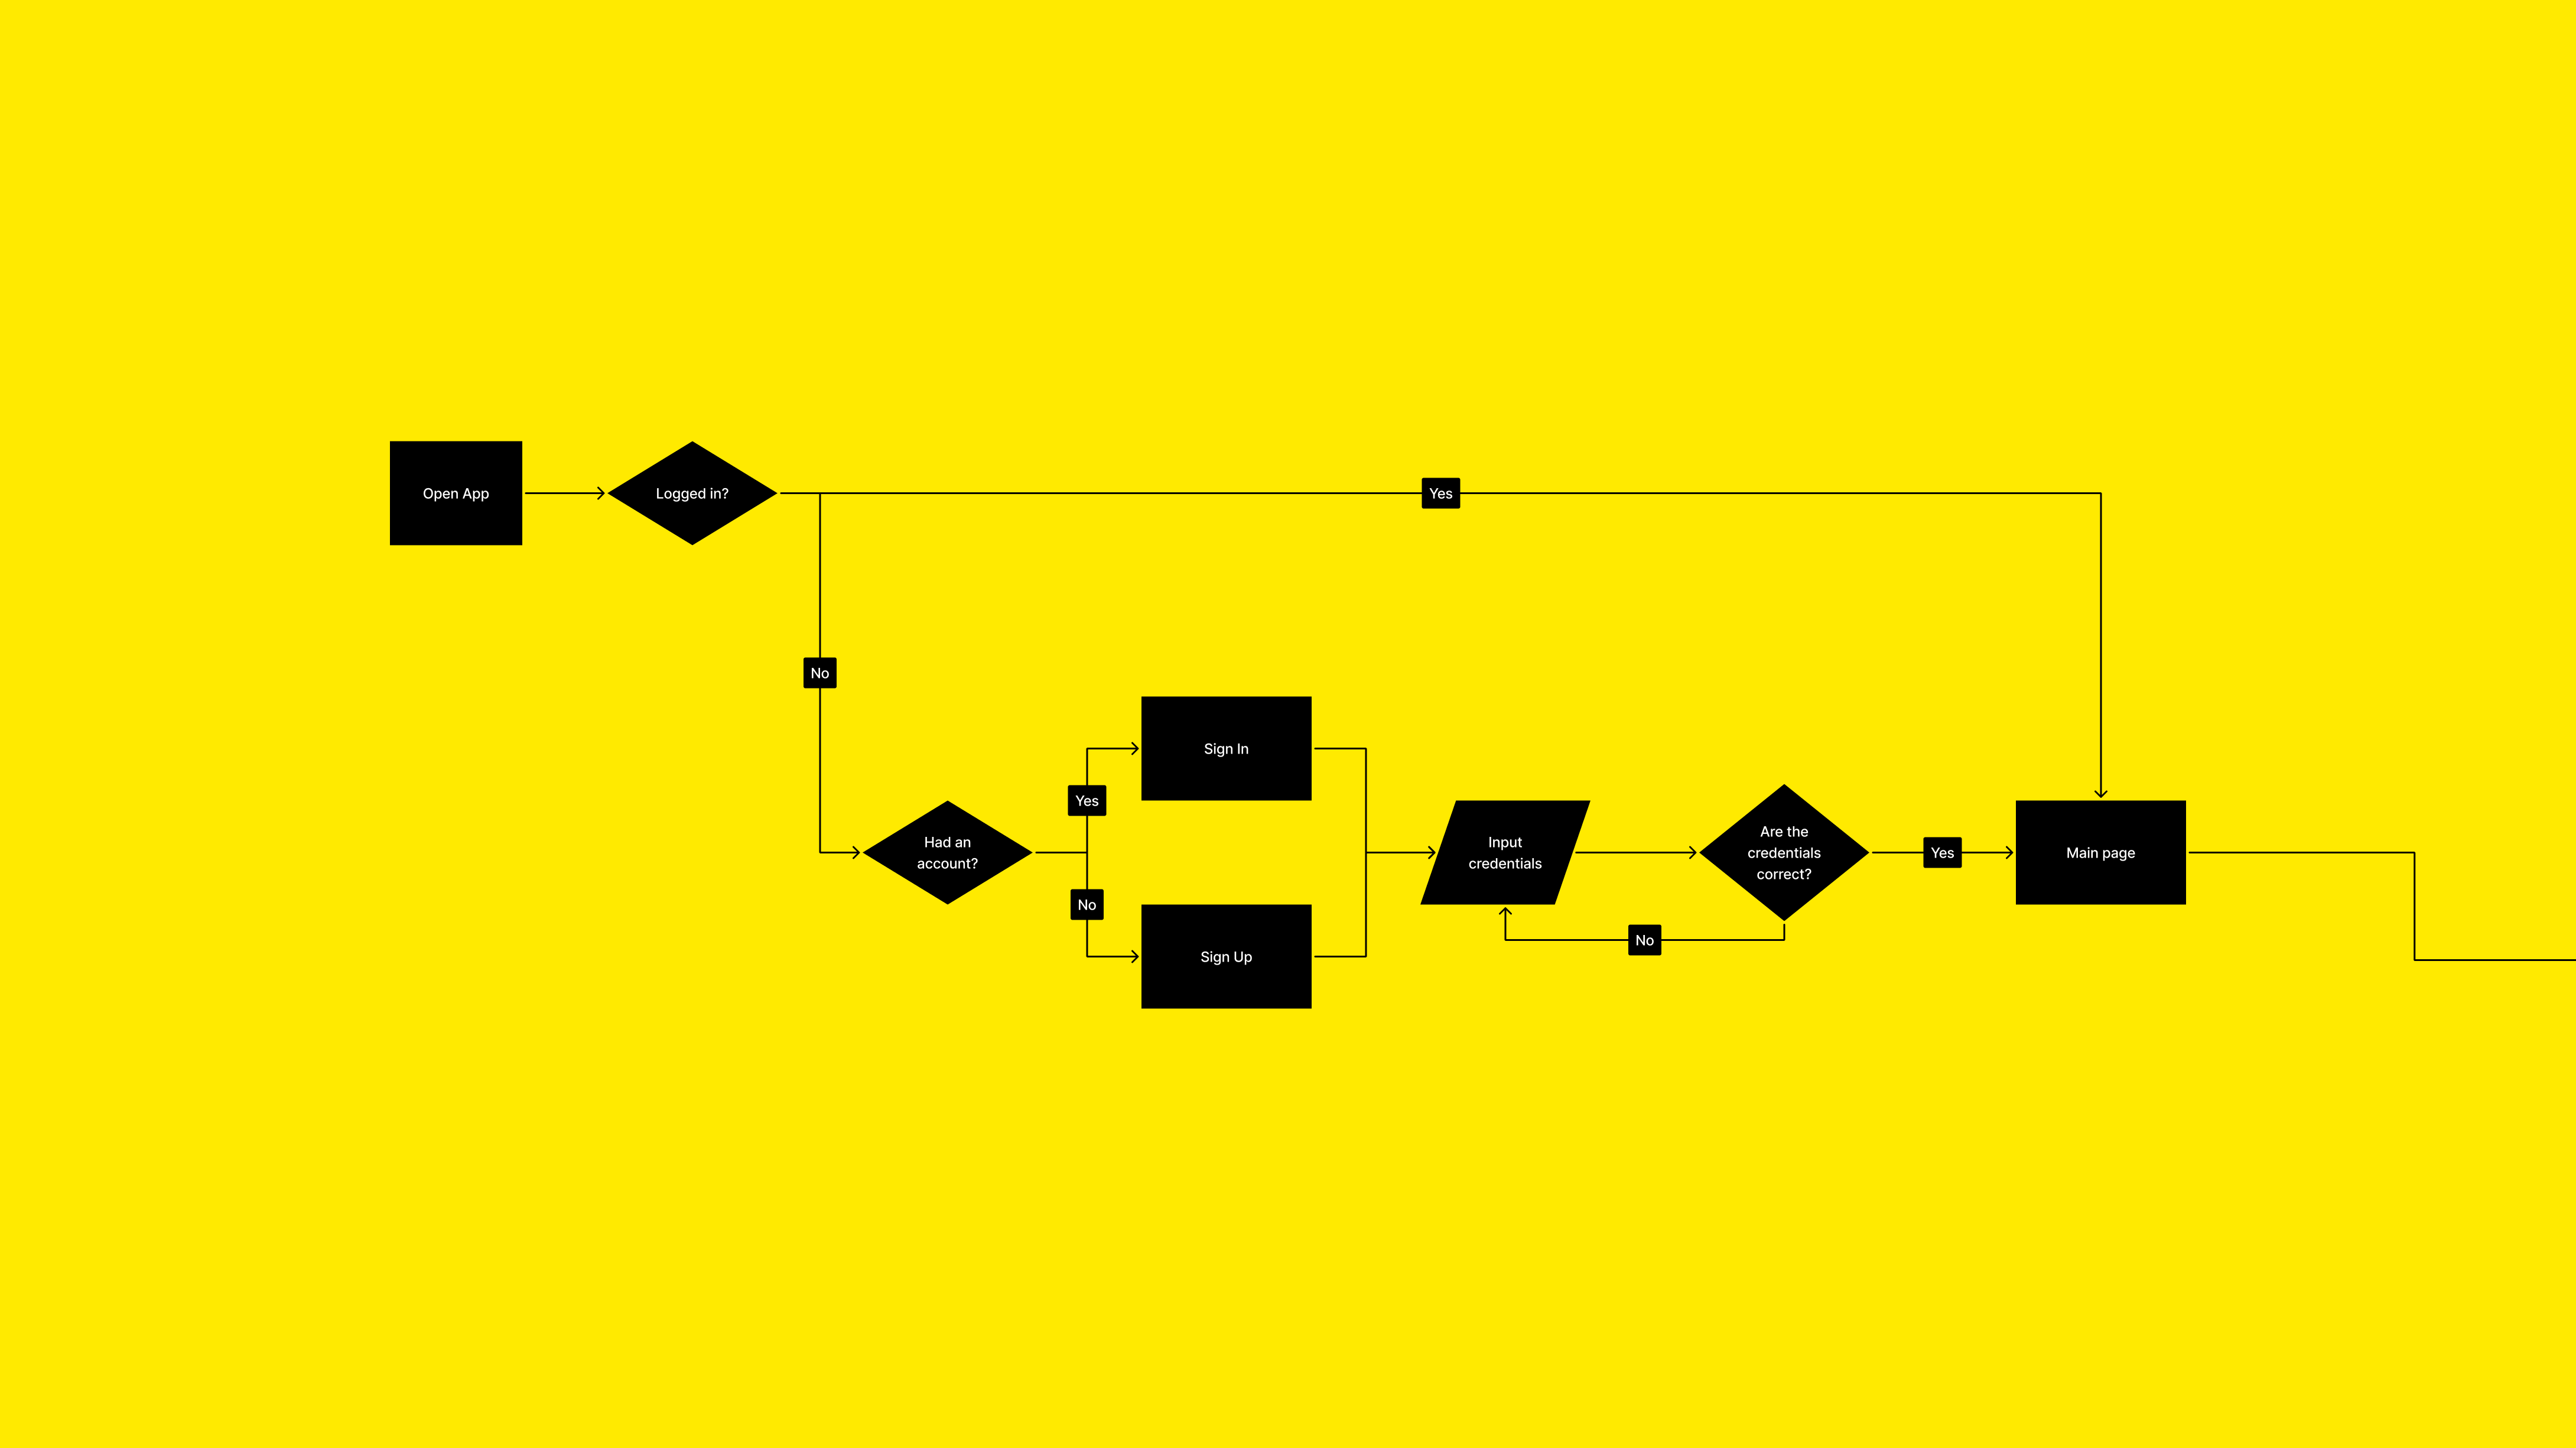 Open App
Logged in?
Yes
No
Sign In
Yes
Had an
account?
No
Sign Up
Input
credentials
Are the
credentials
correct?
Yes
No
Main page